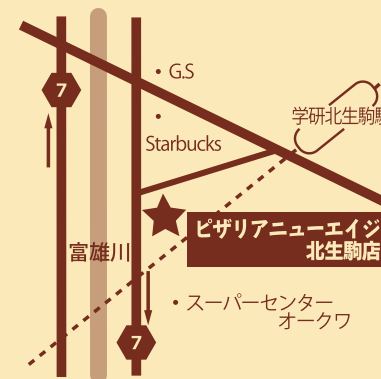 ・G.S
7
学研北生駒駅
・
Starbucks
ピザリアニューエイジ
北生駒店
富雄川
・スーパーセンター
オークワ
7